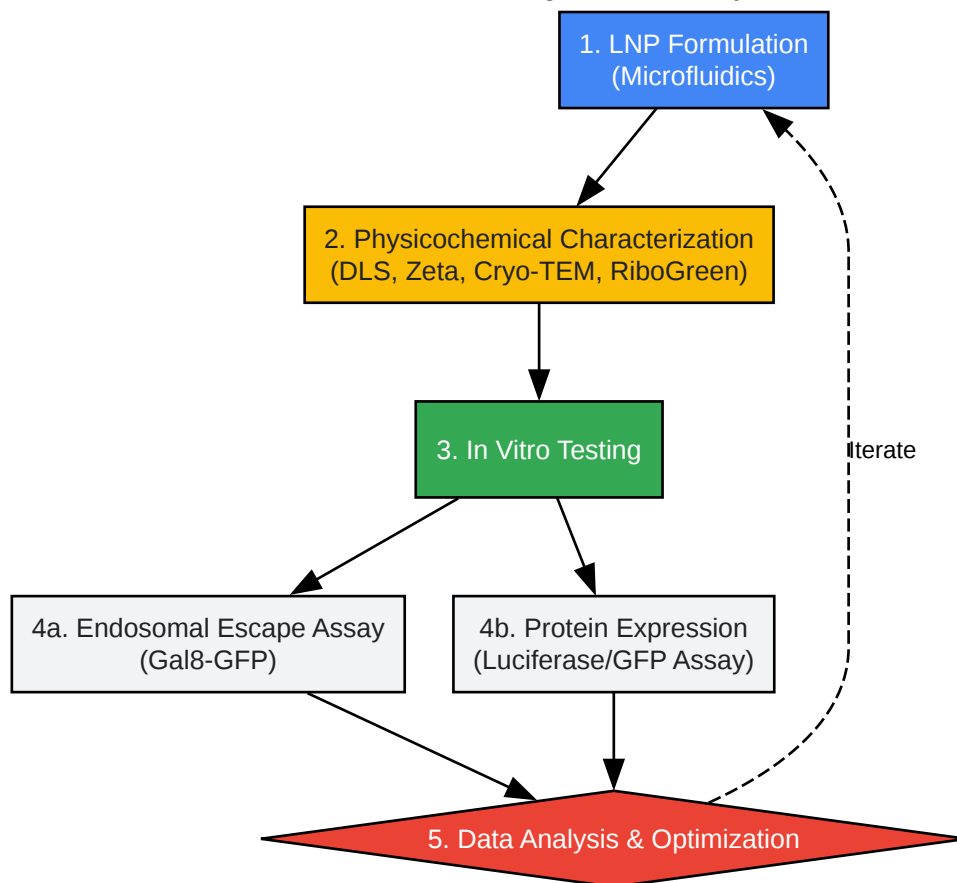 1. LNP Formulation
(Microfluidics)
2. Physicochemical Characterization
(DLS, Zeta, Cryo-TEM, RiboGreen)
3. In Vitro Testing
Iterate
4a. Endosomal Escape Assay
(Gal8-GFP)
4b. Protein Expression
(Luciferase/GFP Assay)
5. Data Analysis & Optimization